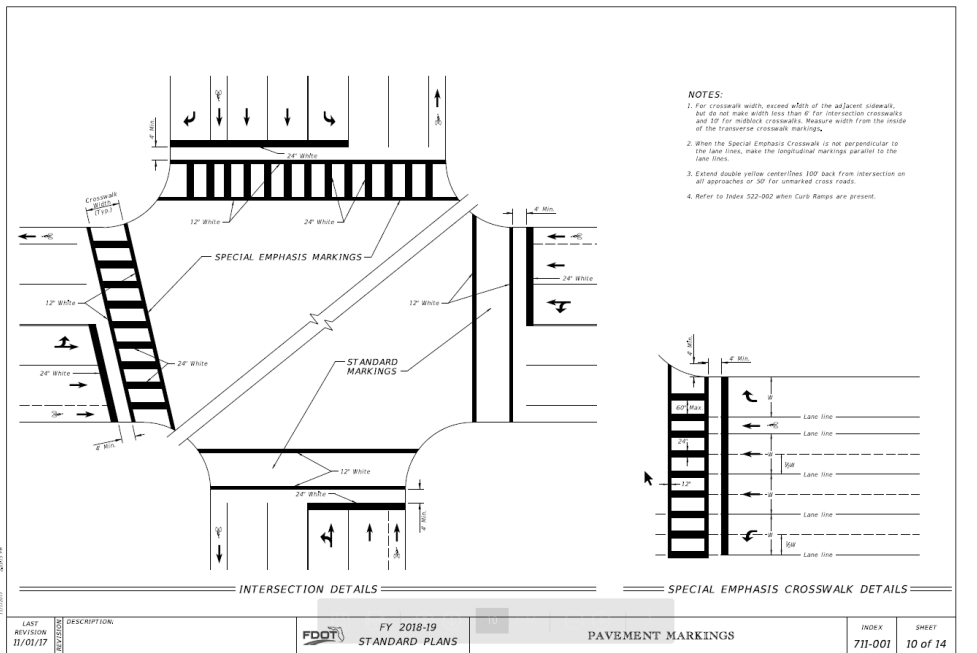 NOTES:
1. For crosswalk width, exceed width of the adjacent sidewalk,
but do not make width less than 6' for intersection crosswalks
and 10' for midblock crosswalks. Measure width from the inside
of the transverse crosswalk markings.
2. When the Special Emphasis Crosswalk is not perpendicular to
the lane lines, make the longitudinal markings parallel to the
lane lines.
3. Extend double yellow centerlines 100' back from intersection on
all approaches or 50' for unmarked cross roads.
4. Refer to Index 522-002 when Curb Ramps are present.
4' Min.
24" White
Crosswalk
Width
(Typ.)
12" White
24" White
4' Min.
SPECIAL EMPHASIS MARKINGS
24" White
12" White
12" White
24" White
24" White
STANDARD
MARKINGS
4' Min.
12" White
24" White
4' Min.
INTERSECTION DETAILS
4' Min.
4' Min.
60" Max.
24"
12"
W
Lane line
Lane line
W
½W
Lane line
W
Lane line
W
½W
Lane line
SPECIAL EMPHASIS CROSSWALK DETAILS
LAST
REVISION
11/01/17
REVISION
DESCRIPTION:
FDOT
FY 2018-19
STANDARD PLANS
10
PAVEMENT MARKINGS
INDEX
711-001
SHEET
10 of 14